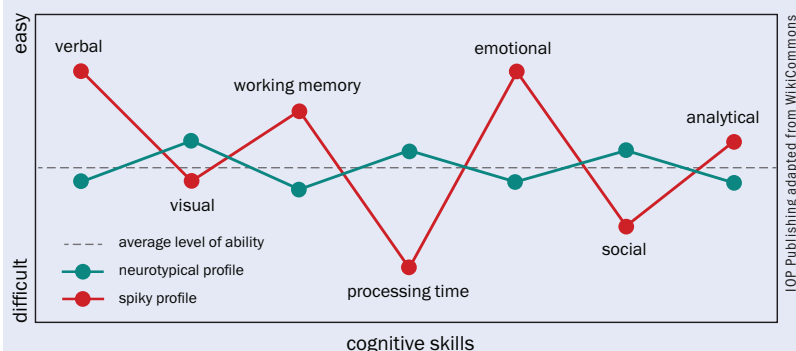 easy
verbal
working memory
emotional
analytical
visual
average level of ability
neurotypical profile
spiky profile
processing time
social
difficult
cognitive skills
IOP Publishing adapted from WikiCommons